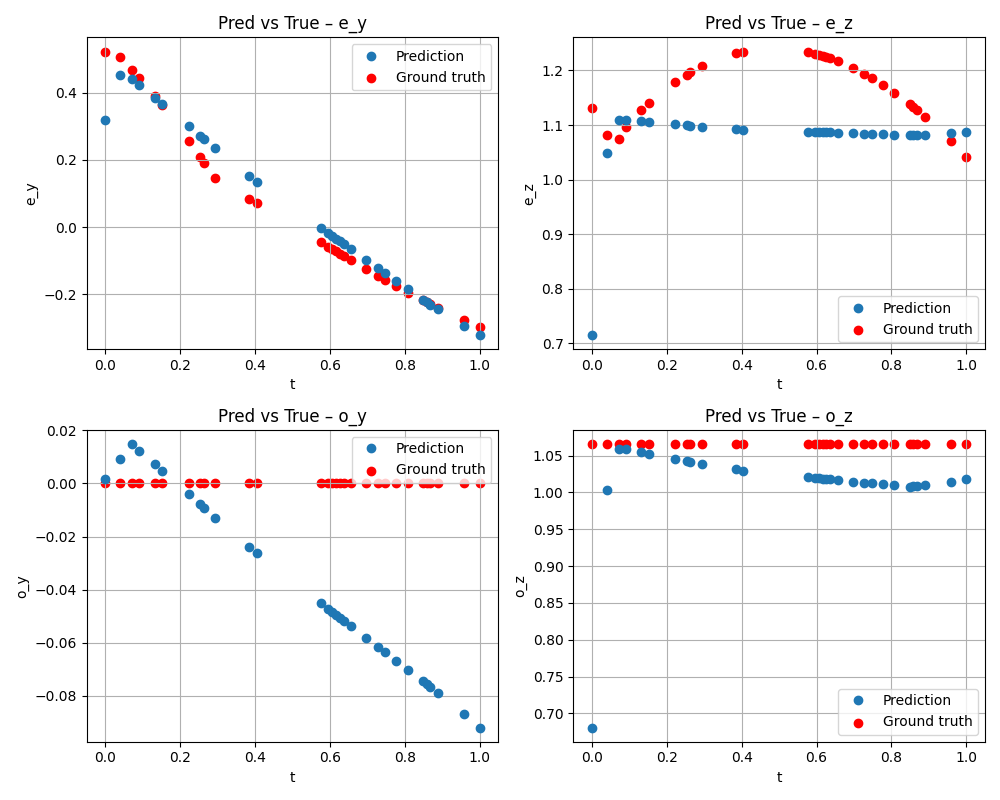 Pred vs True – e_y
e_y
0.4
0.2
0.0
−0.2
Prediction
Ground truth
0.0 0.2 0.4 0.6 0.8 1.0
t
Pred vs True – e_z
e_z
1.2
1.1
1.0
0.9
0.8
0.7
Prediction
Ground truth
0.0 0.2 0.4 0.6 0.8 1.0
t
Pred vs True – o_y
o_y
0.02
0.00
−0.02
−0.04
−0.06
−0.08
Prediction
Ground truth
0.0 0.2 0.4 0.6 0.8 1.0
t
Pred vs True – o_z
o_z
1.05
1.00
0.95
0.90
0.85
0.80
0.75
0.70
Prediction
Ground truth
0.0 0.2 0.4 0.6 0.8 1.0
t